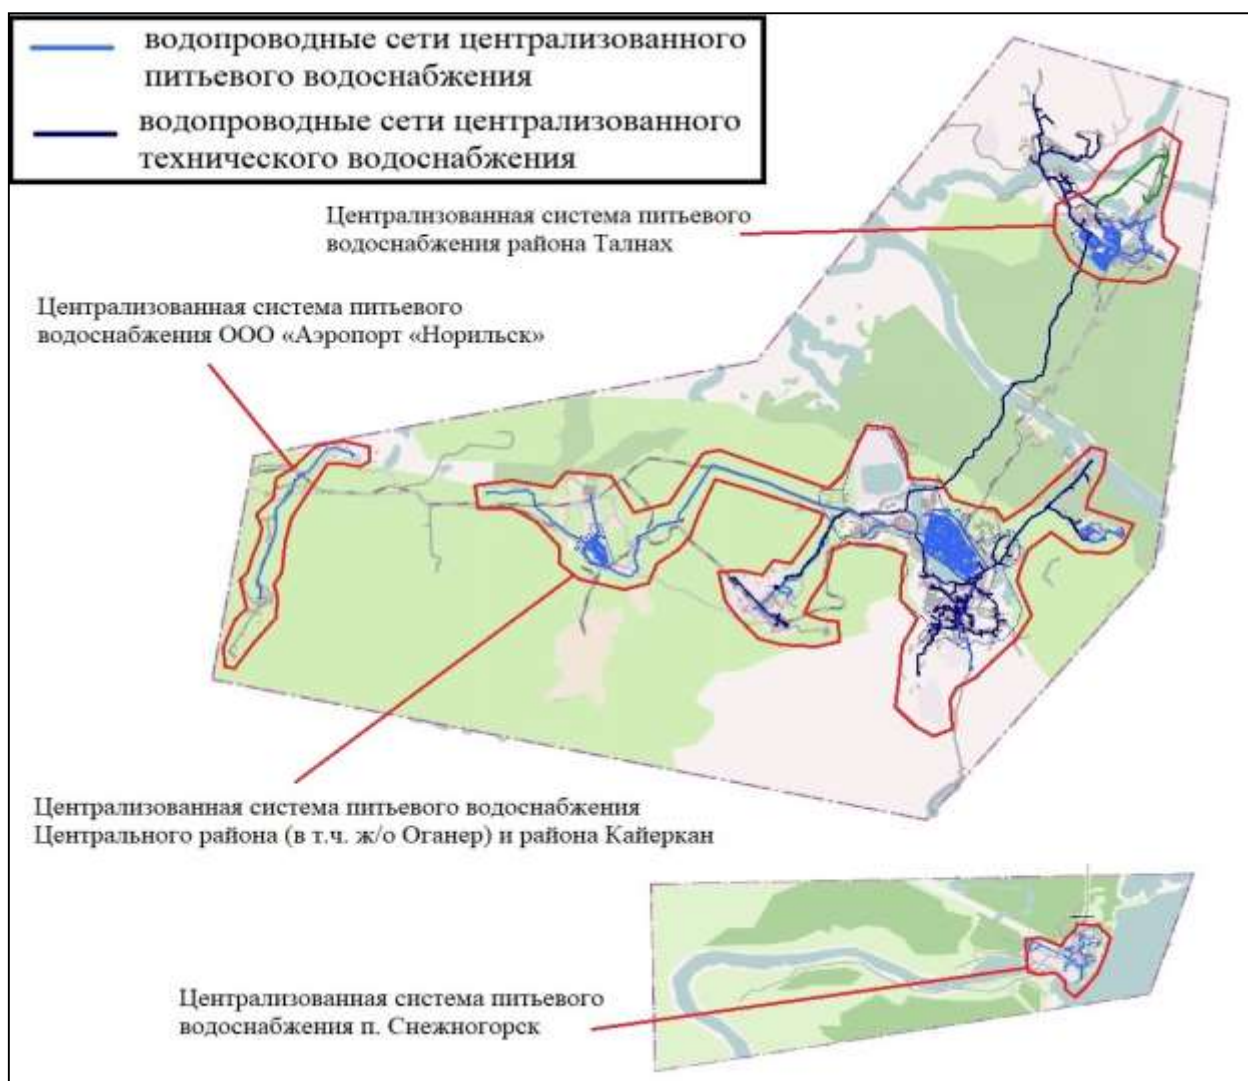 водопроводные сети централизованного
питьевого водоснабжения
водопроводные сети централизованного
технического водоснабжения
Централизованная система питьевого
водоснабжения района Талнах
Централизованная система питьевого
водоснабжения ООО «Аэропорт «Норильск»
Централизованная система питьевого водоснабжения
Центрального района (в т.ч. ж/о Оганер) и района Кайеркан
Централизованная система питьевого
водоснабжения п. Снежногорск